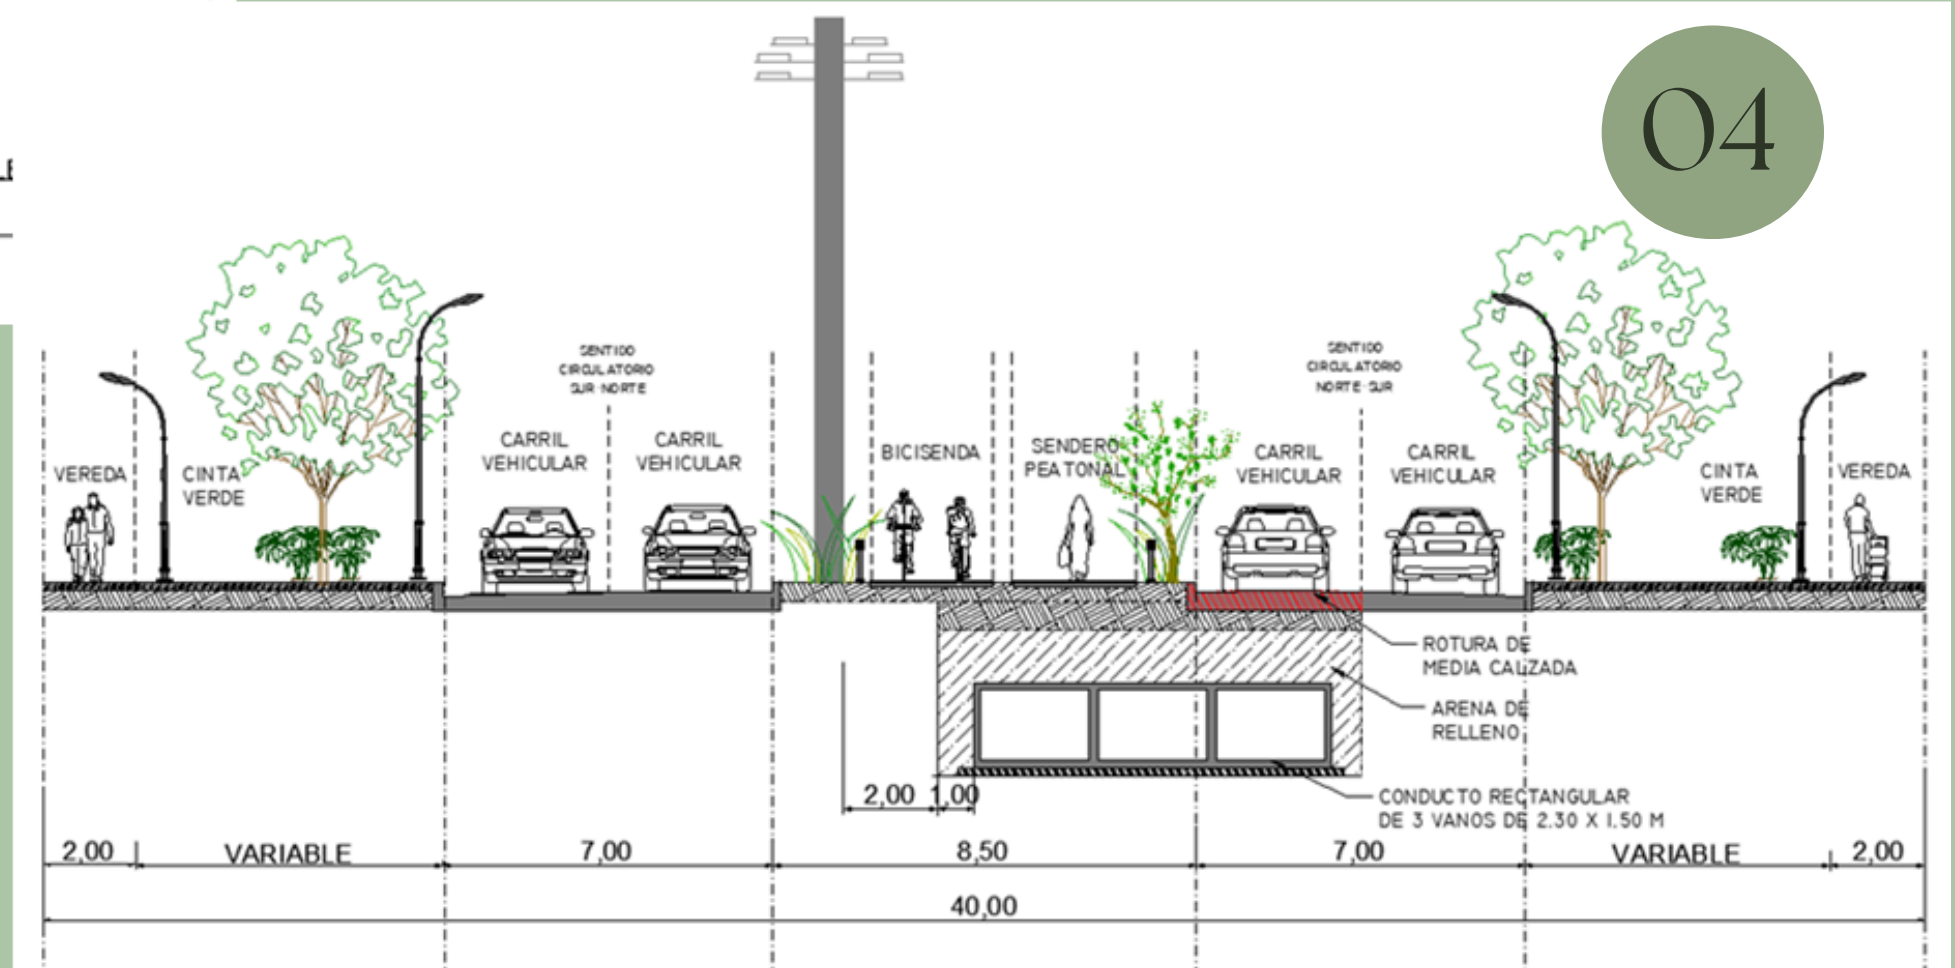 04
SENTIDO
CIRCULATORIO
SUR-NORTE
SENTIDO
CIRCULATORIO
NORTE-SUR
VEREDA
CINTA
VERDE
CARRIL
VEHICULAR
CARRIL
VEHICULAR
BICISENDA
SENDERO
PEATONAL
CARRIL
VEHICULAR
CARRIL
VEHICULAR
CINTA
VERDE
VEREDA
ROTURA DE
MEDIA CALZADA
ARENA DE
RELLENO
CONDUCTO RECTANGULAR
DE 3 VANOS DE 2.30 X 1.50 M
2,00 1,00
2,00 VARIABLE 7,00 8,50 7,00 VARIABLE 2,00
40,00